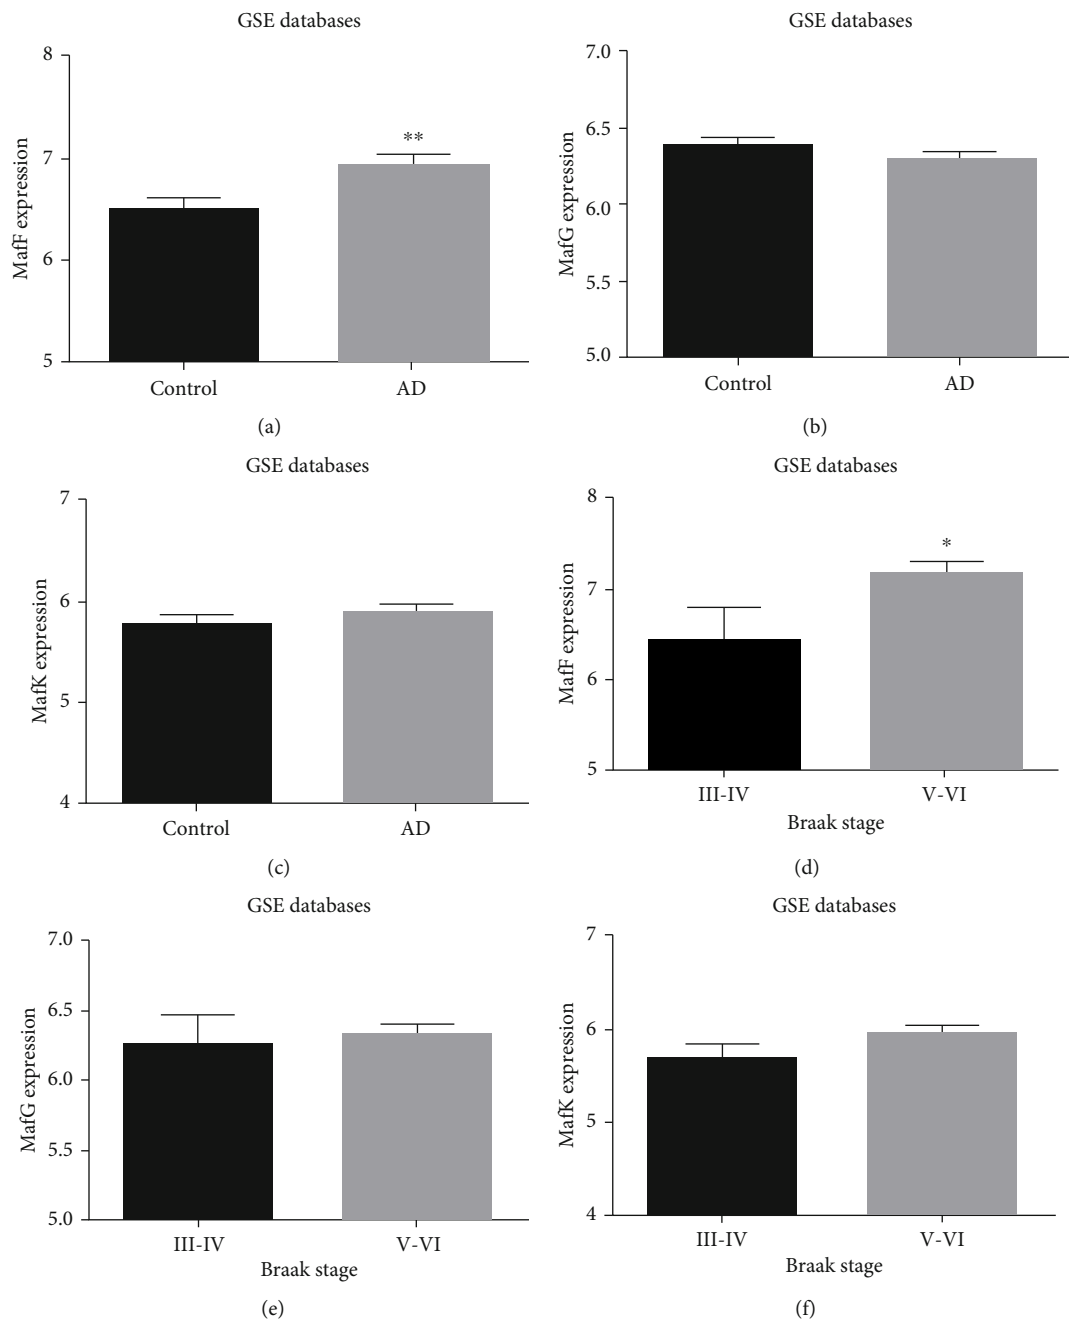 GSE databases
8
7
6
5
MafF expression
**
Control AD
(a)
GSE databases
7.0
6.5
6.0
5.5
5.0
MafG expression
Control AD
(b)
GSE databases
7
6
5
4
MafK expression
Control AD
(c)
GSE databases
8
7
6
5
MafF expression
*
III-IV V-VI
Braak stage
(d)
GSE databases
7.0
6.5
6.0
5.5
5.0
MafG expression
III-IV V-VI
Braak stage
(e)
GSE databases
7
6
5
4
MafK expression
III-IV V-VI
Braak stage
(f)